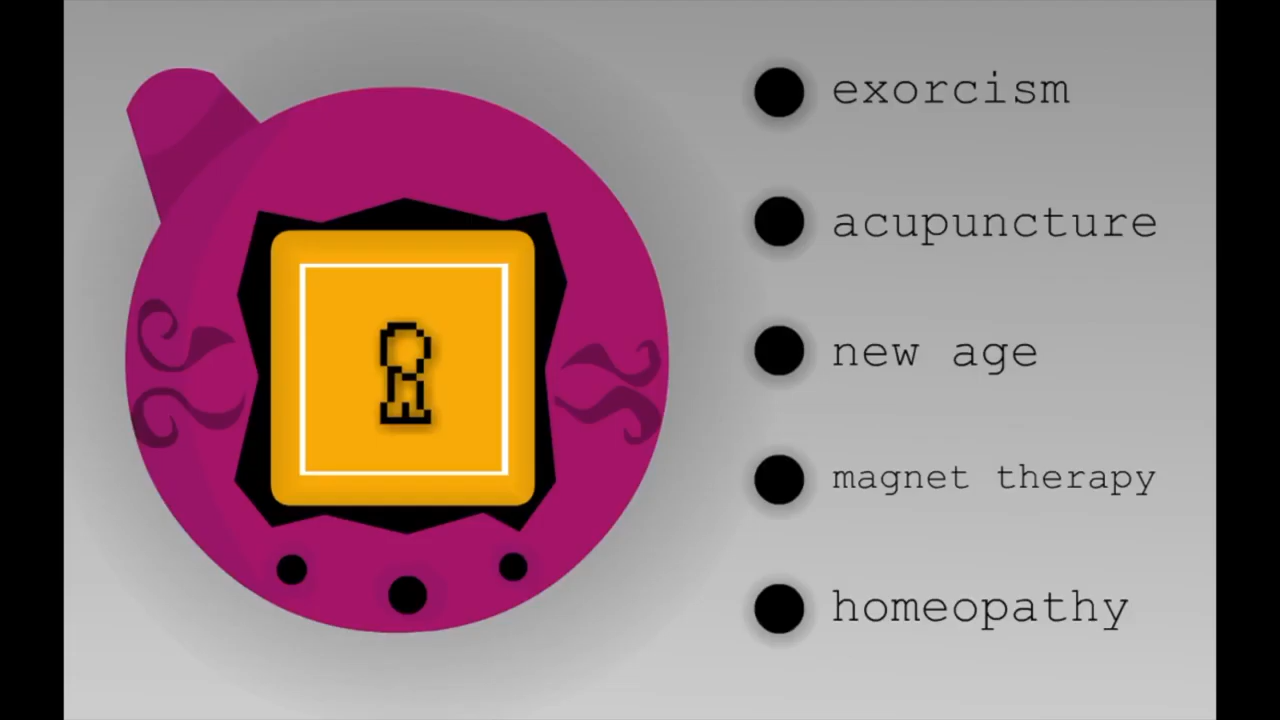 exorcism
acupuncture
new age
magnet therapy
homeopathy